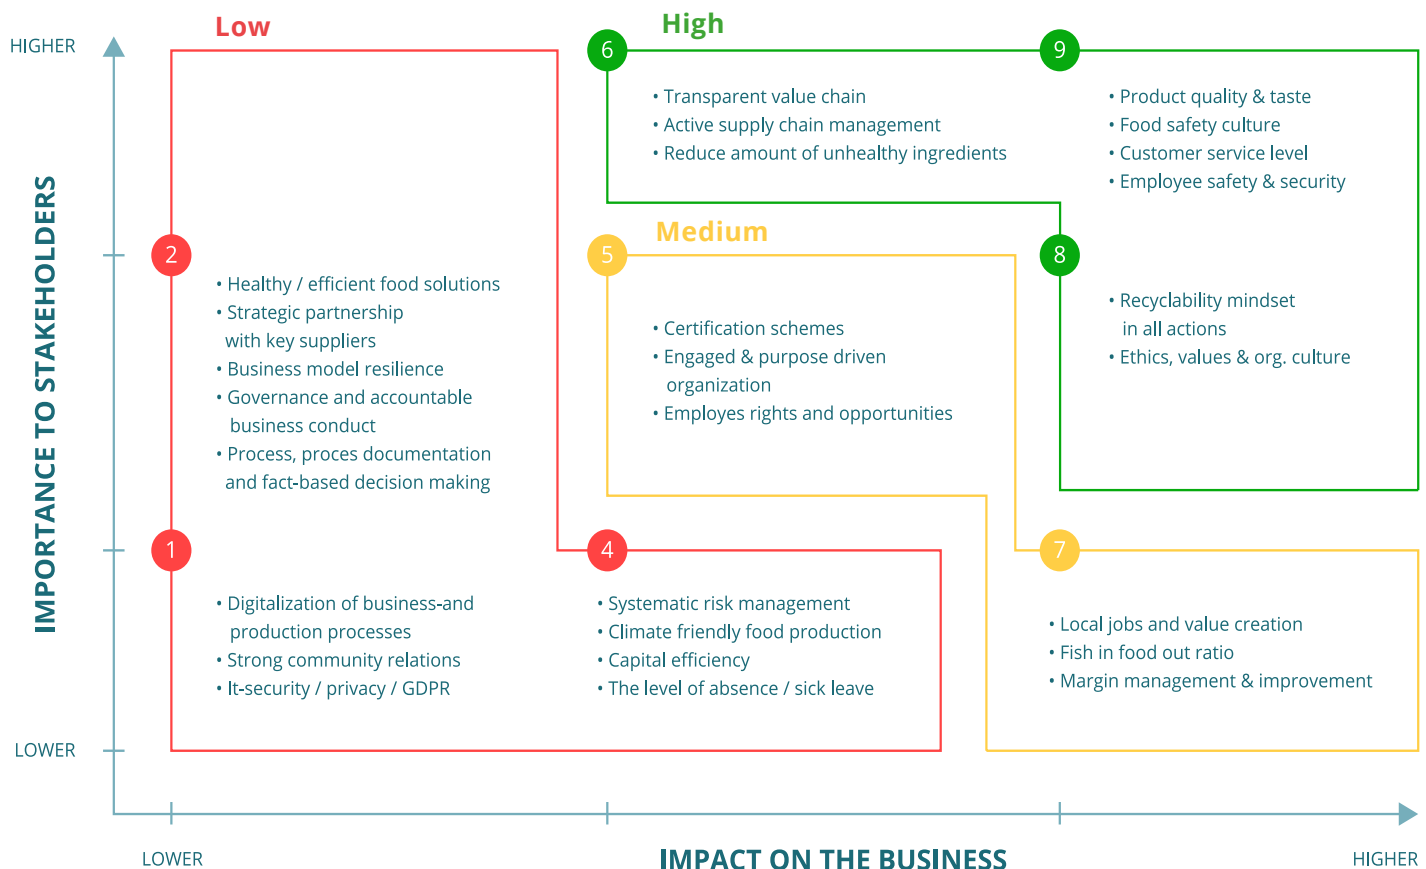 Low
High
HIGHER
6
9
• Transparent value chain
• Active supply chain management
• Reduce amount of unhealthy ingredients
• Product quality & taste
• Food safety culture
• Customer service level
• Employee safety & security
IMPORTANCE TO STAKEHOLDERS
2
• Healthy / efficient food solutions
• Strategic partnership
with key suppliers
• Business model resilience
• Governance and accountable
business conduct
• Process, proces documentation
and fact-based decision making
Medium
5
• Certification schemes
• Engaged & purpose driven
organization
• Employes rights and opportunities
8
• Recyclability mindset
in all actions
• Ethics, values & org. culture
1
• Digitalization of business-and
production processes
• Strong community relations
• It-security / privacy / GDPR
4
• Systematic risk management
• Climate friendly food production
• Capital efficiency
• The level of absence / sick leave
7
• Local jobs and value creation
• Fish in food out ratio
• Margin management & improvement
LOWER
LOWER
IMPACT ON THE BUSINESS
HIGHER